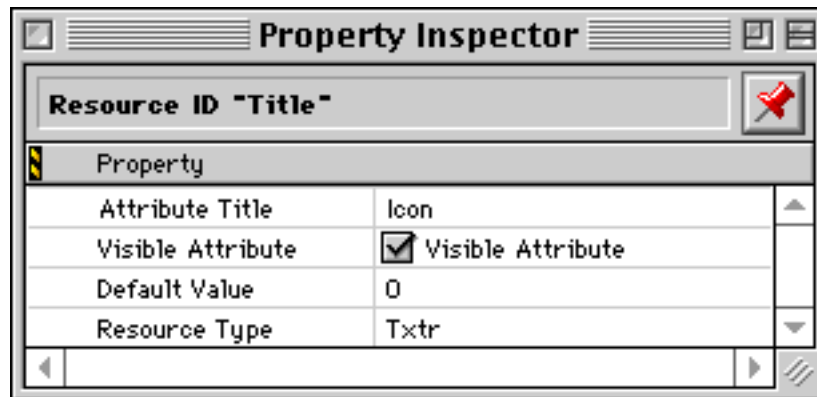 Property Inspector
Resource ID "Title"
Property
Attribute Title Icon
Visible Attribute Visible Attribute
Default Value 0
Resource Type Txtr